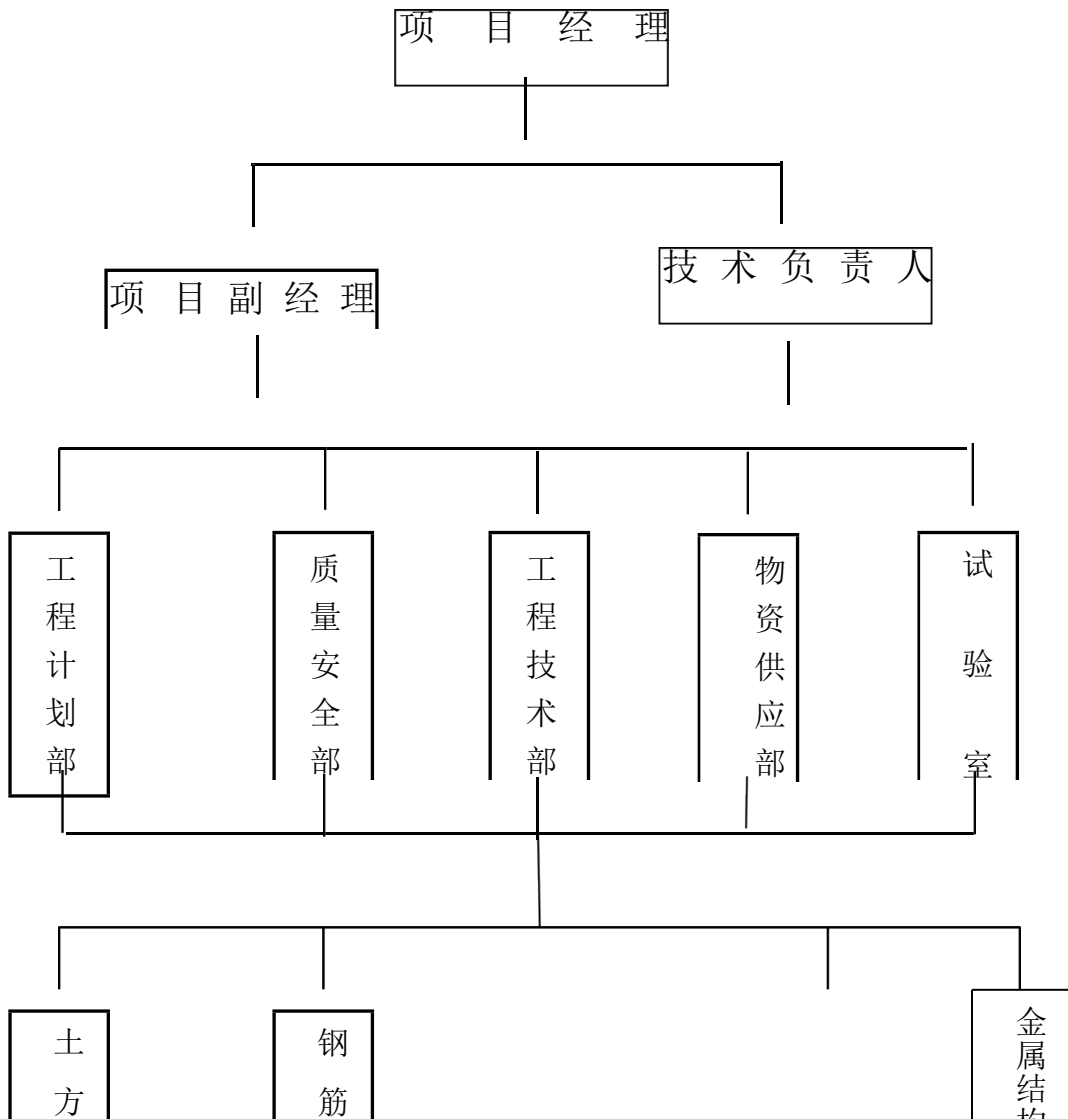 项目经理
技术负责人
项目副经理
工程计划部
质量安全部
工程技术部
物资供应部
试验室
土方
钢筋
金属结构